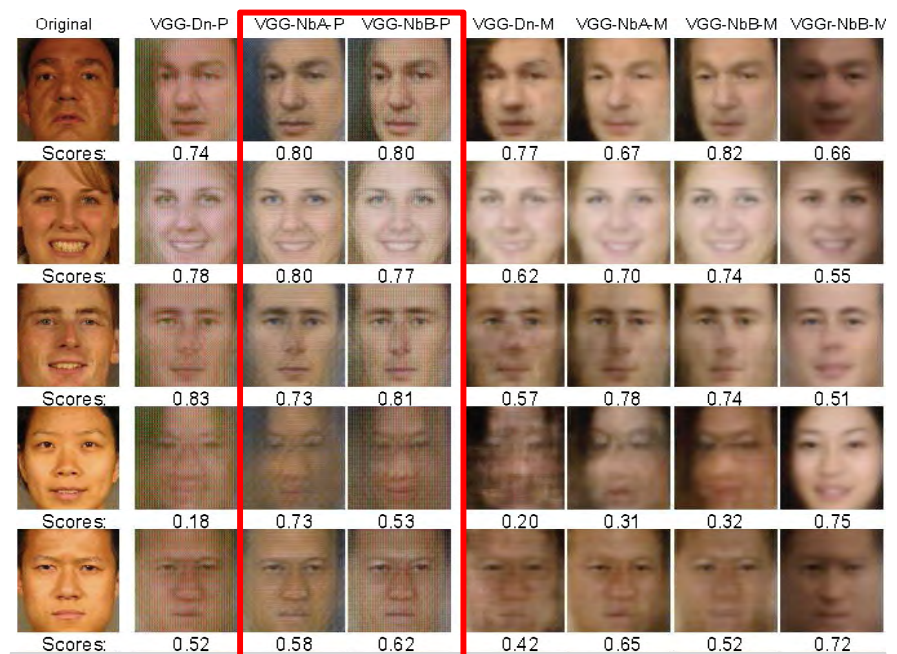 Original VGG-Dn-P VGG-NbA-P VGG-NbB-P VGG-Dn-M VGG-NbA-M VGG-NbB-M VGGr-NbB-M
Scores: 0.74 0.80 0.80 0.77 0.67 0.82 0.66
Scores: 0.78 0.80 0.77 0.62 0.70 0.74 0.55
Scores: 0.83 0.73 0.81 0.57 0.78 0.74 0.51
Scores: 0.18 0.73 0.53 0.20 0.31 0.32 0.75
Scores: 0.52 0.58 0.62 0.42 0.65 0.52 0.72